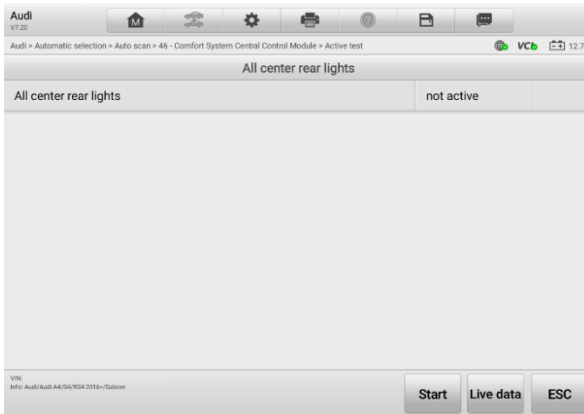 Audi
V7.20
M
?
Audi > Automatic selection > Auto scan > 46 - Comfort System Central Control Module > Active test
VCb
12.7
All center rear lights
All center rear lights not active
VIN:
Info: Audi/Audi A4/S4/RS4 2016>/Saloon
Start Live data ESC